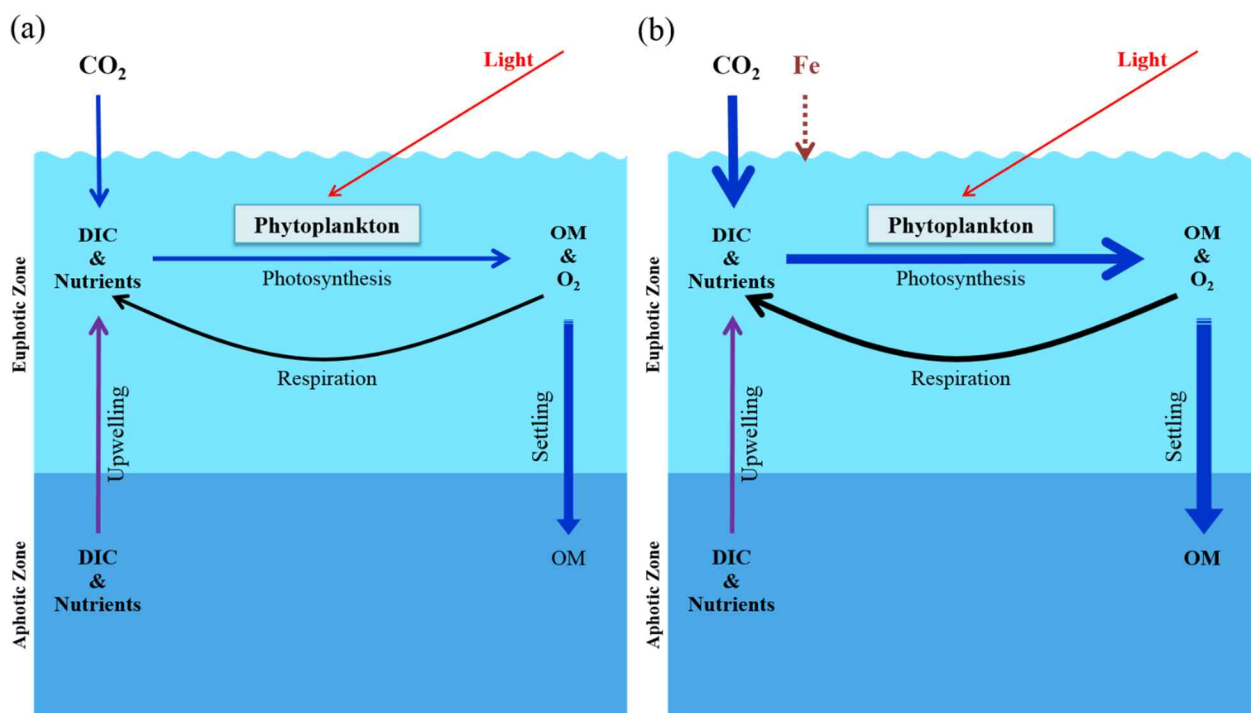 (a)
CO₂
Light
Phytoplankton
DIC
&
Nutrients
Photosynthesis
OM
&
O₂
Respiration
Upwelling
Settling
DIC
&
Nutrients
OM
Euphotic Zone
Aphotic Zone
(b)
CO₂
Fe
Light
Phytoplankton
DIC
&
Nutrients
Photosynthesis
OM
&
O₂
Respiration
Upwelling
Settling
DIC
&
Nutrients
OM
Euphotic Zone
Aphotic Zone